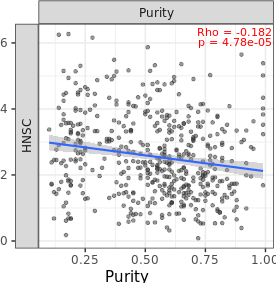 Purity
Rho = -0.182
p = 4.78e-05
HNSC
6
4
2
0
0.25
0.50
0.75
1.00
Purity